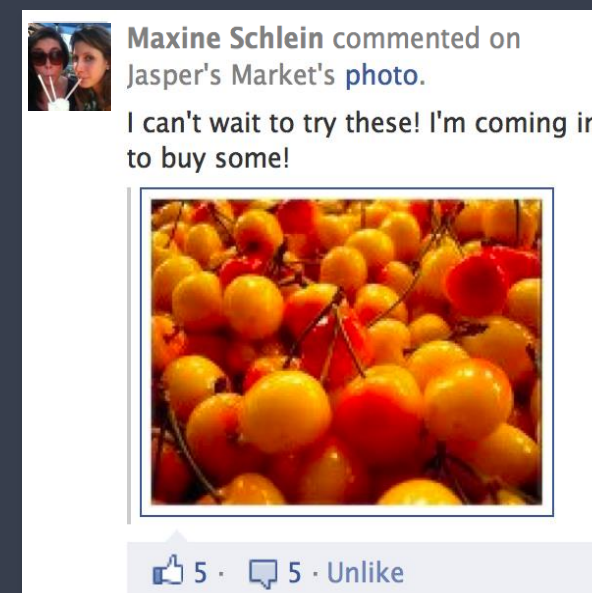 Maxine Schlein commented on
Jasper's Market's photo.
I can't wait to try these! I'm coming in
to buy some!
5 · 5 · Unlike